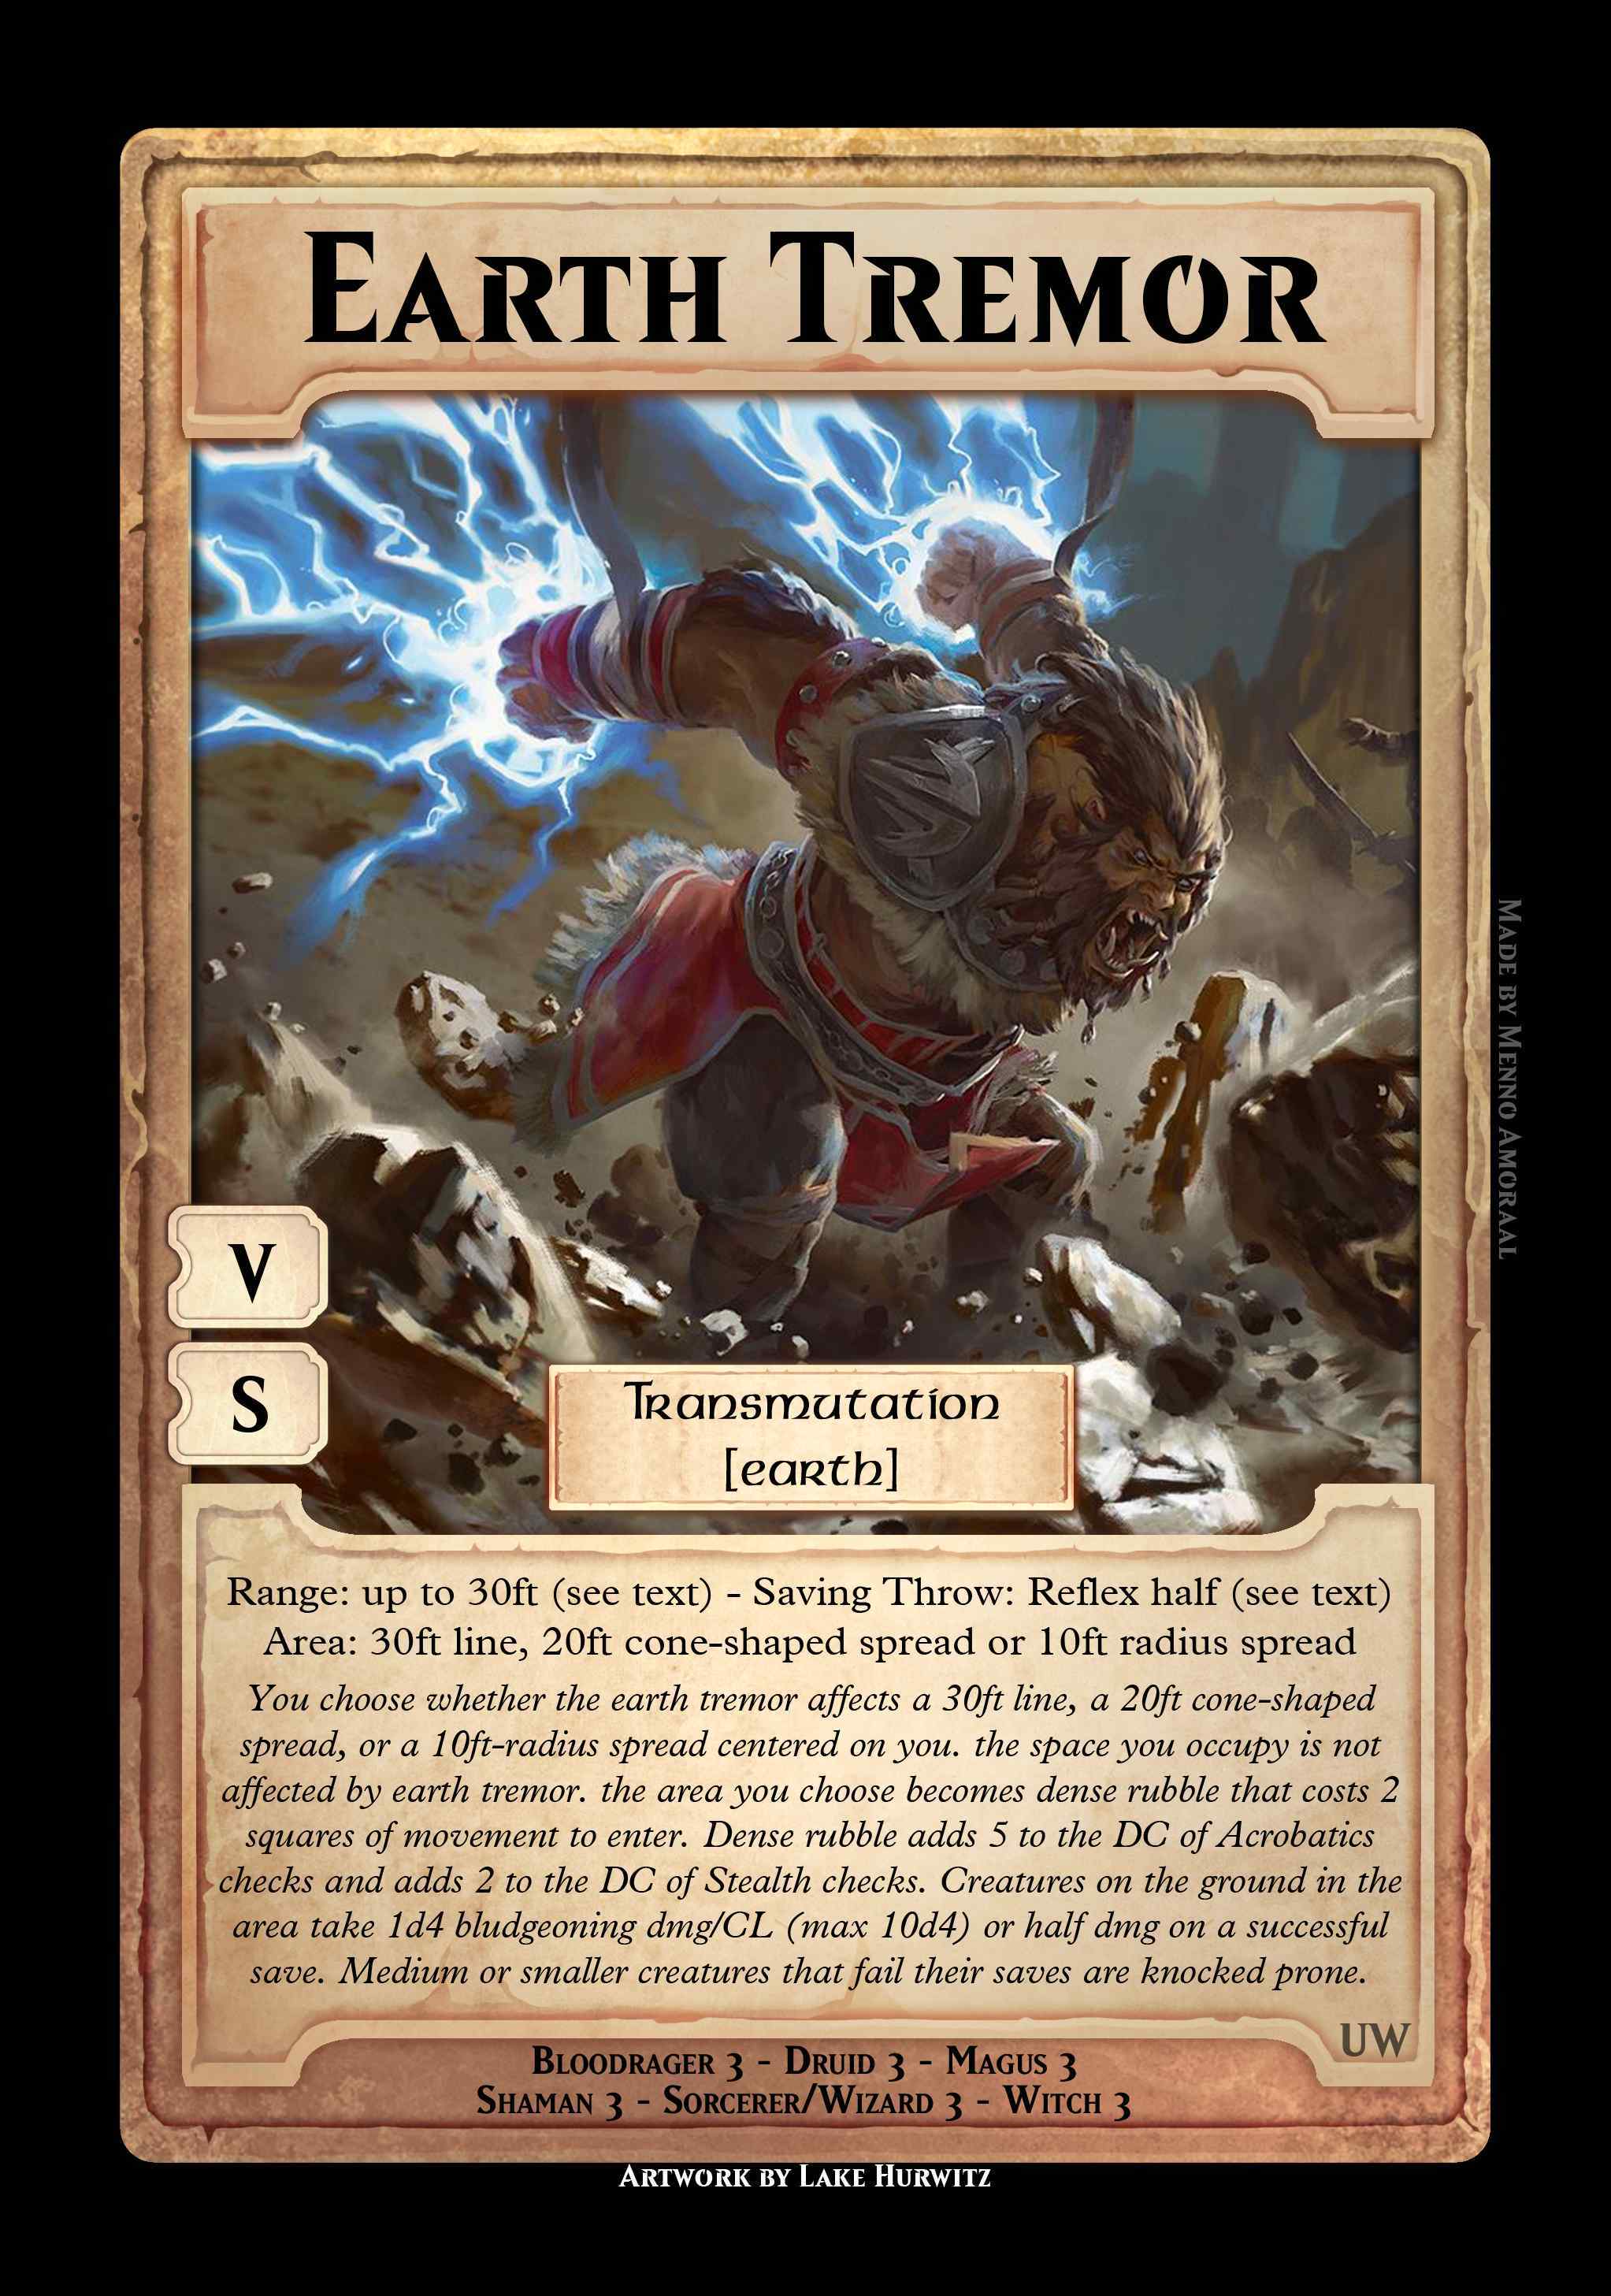 Earth Tremor
V
S
Transmutation
[earth]
Range: up to 30ft (see text) - Saving Throw: Reflex half (see text)
Area: 30ft line, 20ft cone-shaped spread or 10ft radius spread
You choose whether the earth tremor affects a 30ft line, a 20ft cone-shaped
spread, or a 10ft-radius spread centered on you. the space you occupy is not
affected by earth tremor. the area you choose becomes dense rubble that costs 2
squares of movement to enter. Dense rubble adds 5 to the DC of Acrobatics
checks and adds 2 to the DC of Stealth checks. Creatures on the ground in the
area take 1d4 bludgeoning dmg/CL (max 10d4) or half dmg on a successful
save. Medium or smaller creatures that fail their saves are knocked prone.
UW
Bloodrager 3 - Druid 3 - Magus 3
Shaman 3 - Sorcerer/Wizard 3 - Witch 3
Artwork by Lake Hurwitz
Made by Menno Amoraal